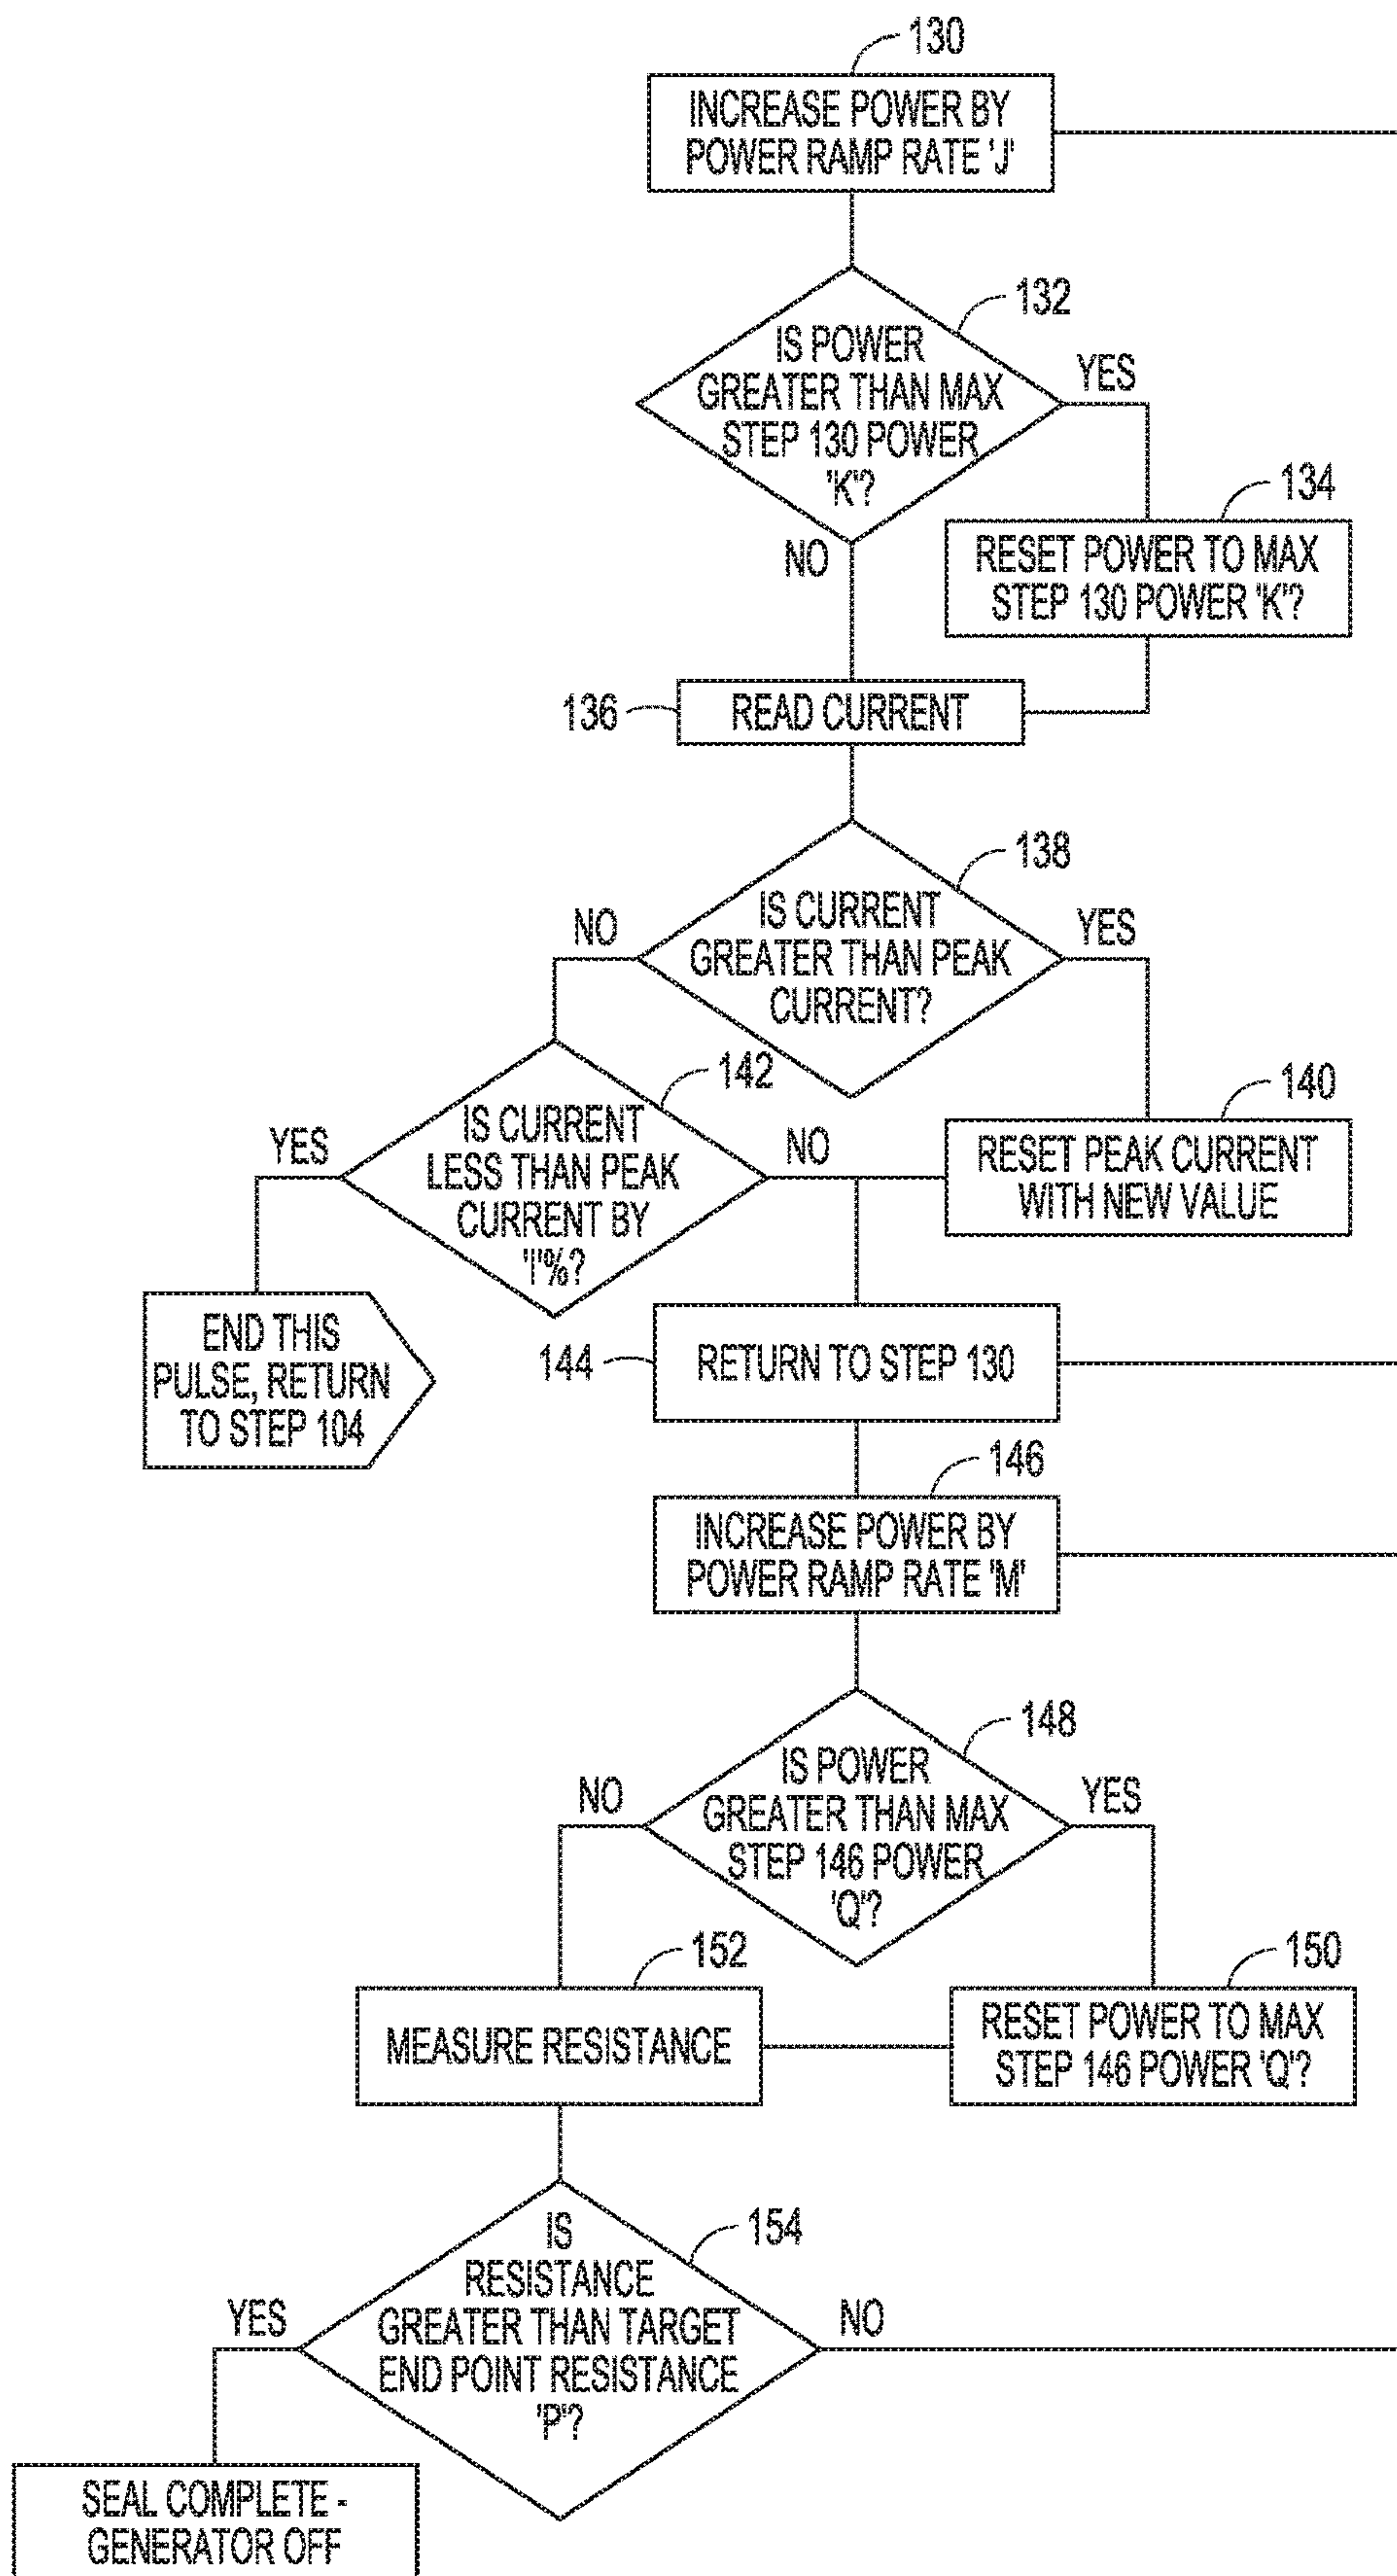 130
INCREASE POWER BY
POWER RAMP RATE 'J'
132
IS POWER
GREATER THAN MAX
STEP 130 POWER
'K'?
YES
NO
134
RESET POWER TO MAX
STEP 130 POWER 'K'?
136
READ CURRENT
138
IS CURRENT
GREATER THAN PEAK
CURRENT?
NO
YES
142
IS CURRENT
LESS THAN PEAK
CURRENT BY
'I'%?
YES
NO
140
RESET PEAK CURRENT
WITH NEW VALUE
END THIS
PULSE, RETURN
TO STEP 104
144
RETURN TO STEP 130
146
INCREASE POWER BY
POWER RAMP RATE 'M'
148
IS POWER
GREATER THAN MAX
STEP 146 POWER
'Q'?
NO
YES
152
MEASURE RESISTANCE
150
RESET POWER TO MAX
STEP 146 POWER 'Q'?
154
IS
RESISTANCE
GREATER THAN TARGET
END POINT RESISTANCE
'P'?
YES
NO
SEAL COMPLETE -
GENERATOR OFF